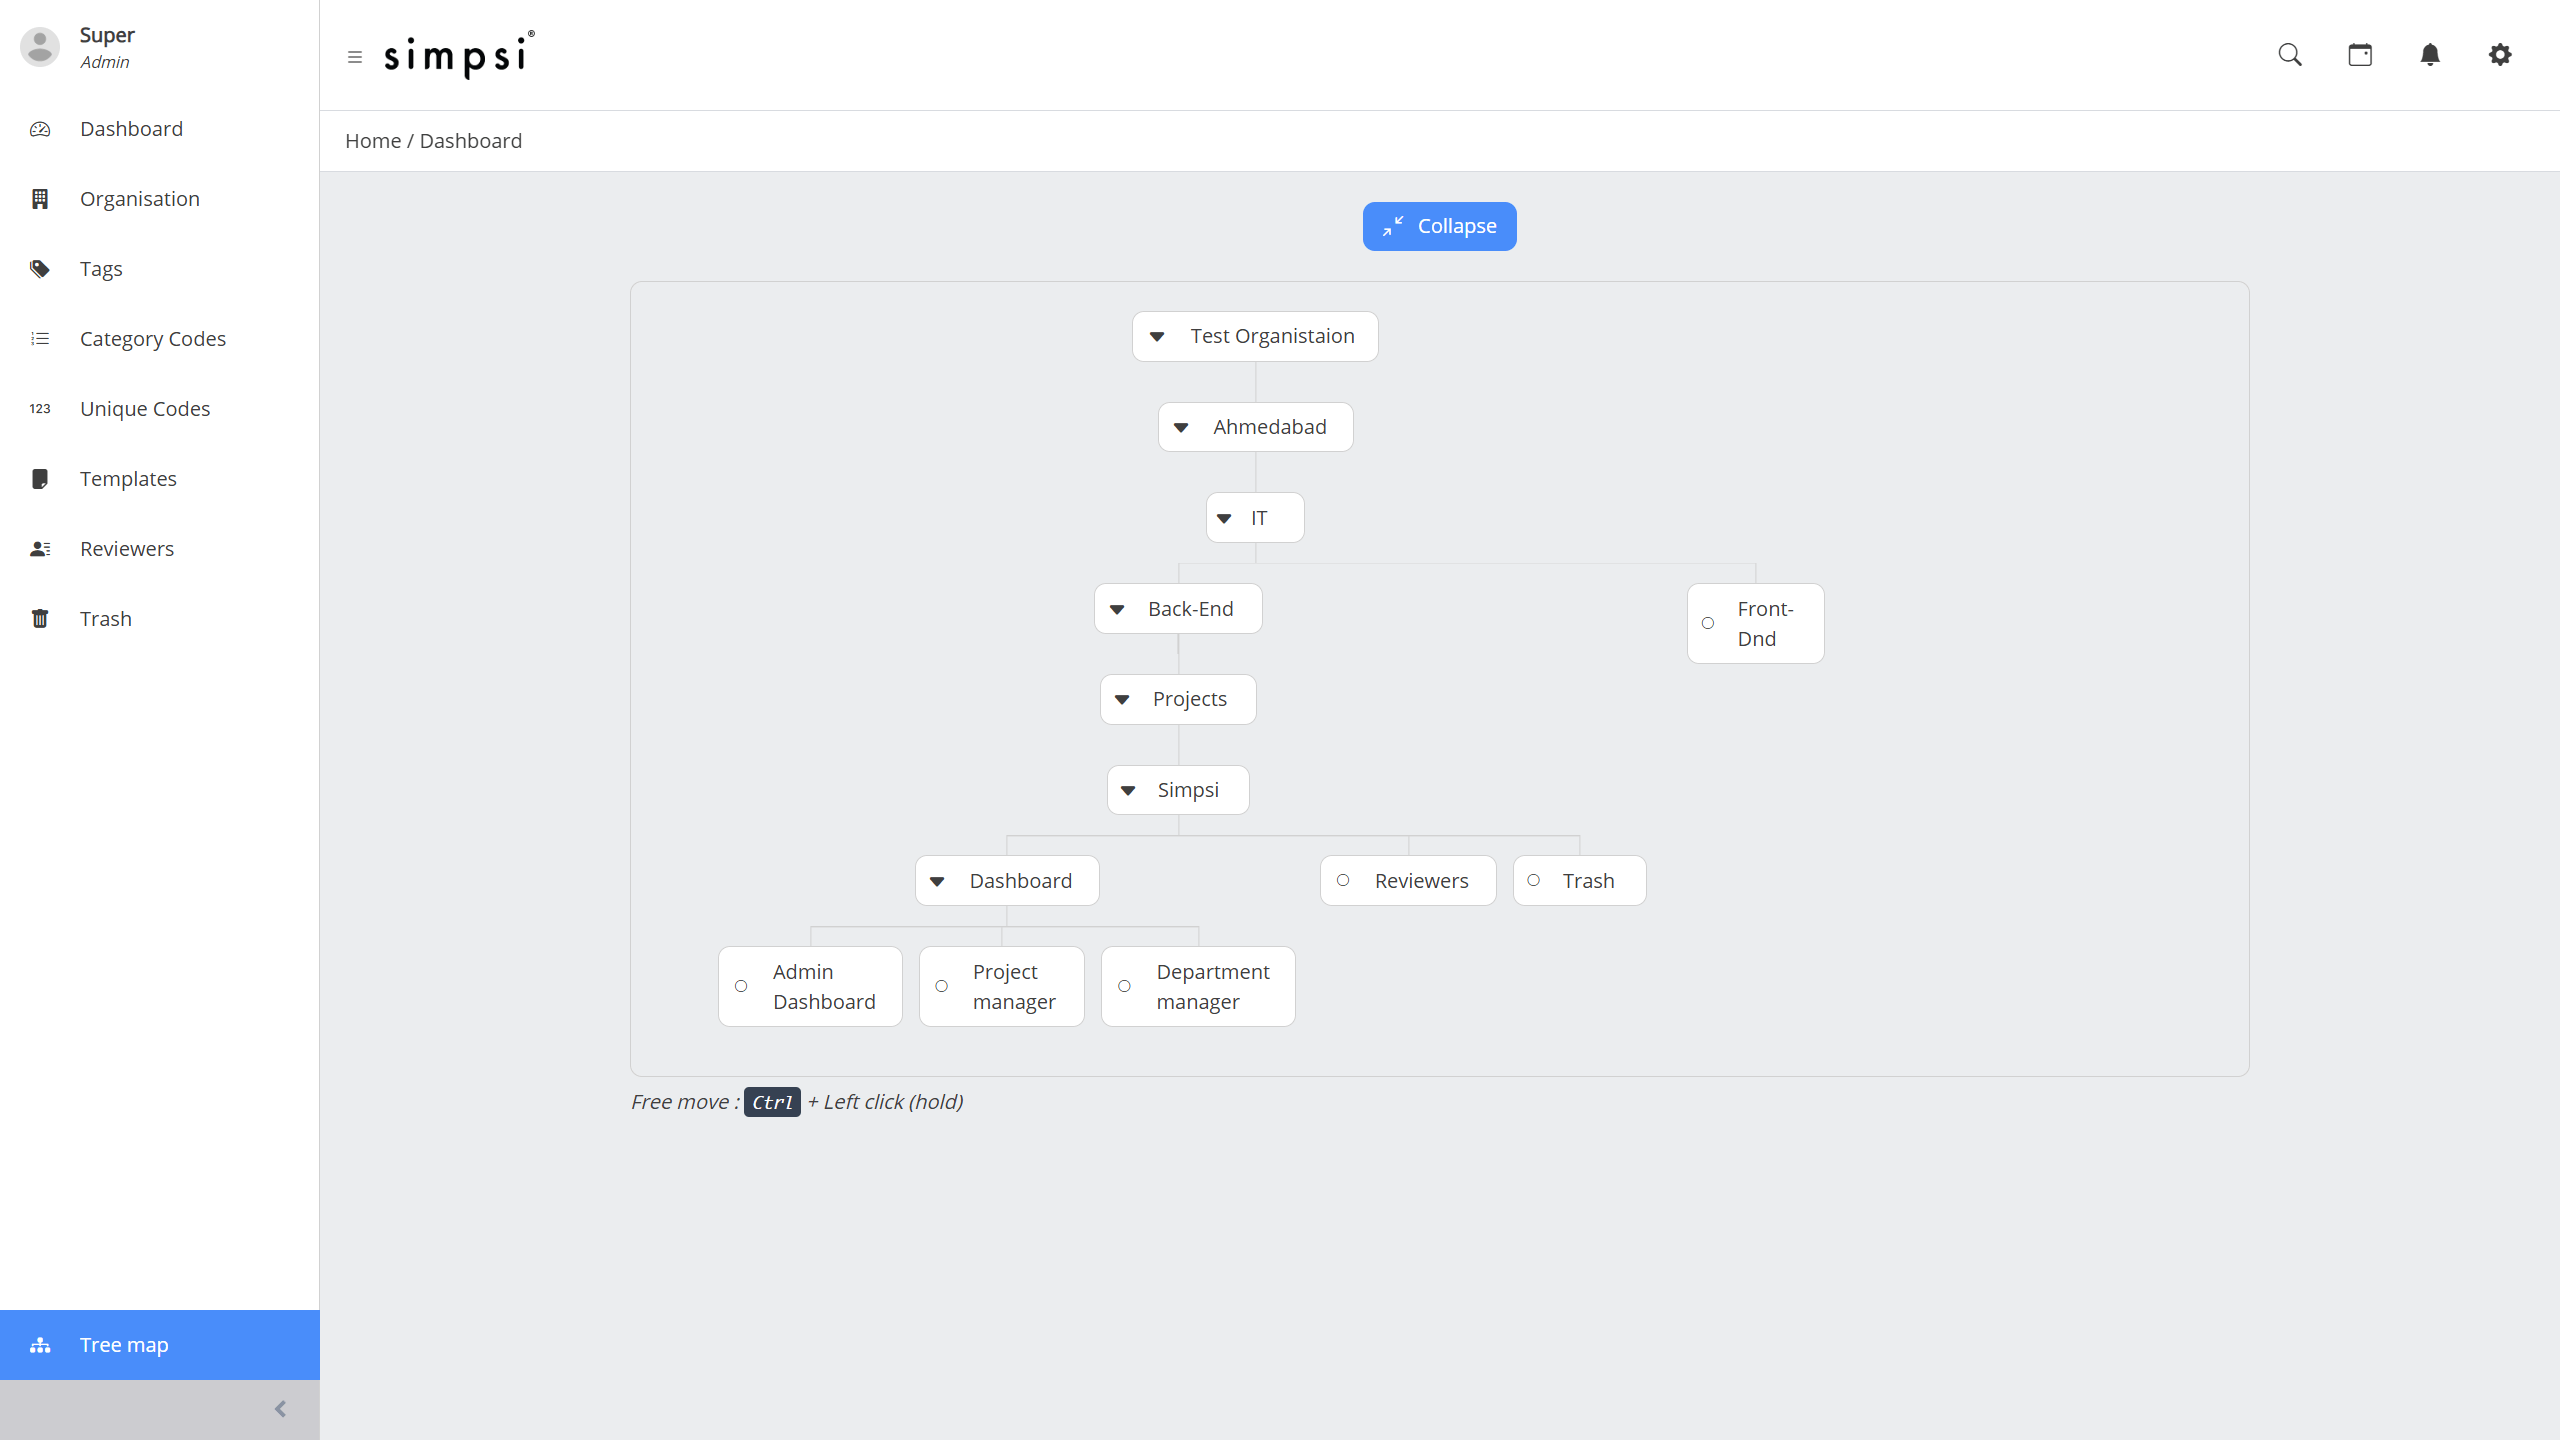 Super
Admin
Dashboard
Organisation
Tags
Category Codes
123 Unique Codes
Templates
Reviewers
Trash
Tree map
simpsi®
Home / Dashboard
Collapse
Test Organistaion
Ahmedabad
IT
Back-End
Front-
Dnd
Projects
Simpsi
Dashboard
Reviewers
Trash
Admin
Dashboard
Project
manager
Department
manager
Free move : Ctrl + Left click (hold)